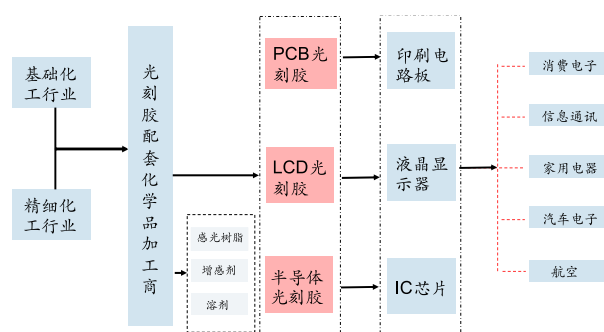 基础化
工行业
精细化
工行业
光
刻
胶
配
套
化
学
品
加
工
商
感光树脂
增感剂
溶剂
PCB光
刻胶
LCD光
刻胶
半导体
光刻胶
印刷电
路板
液晶显
示器
IC芯片
消费电子
信息通讯
家用电器
汽车电子
航空